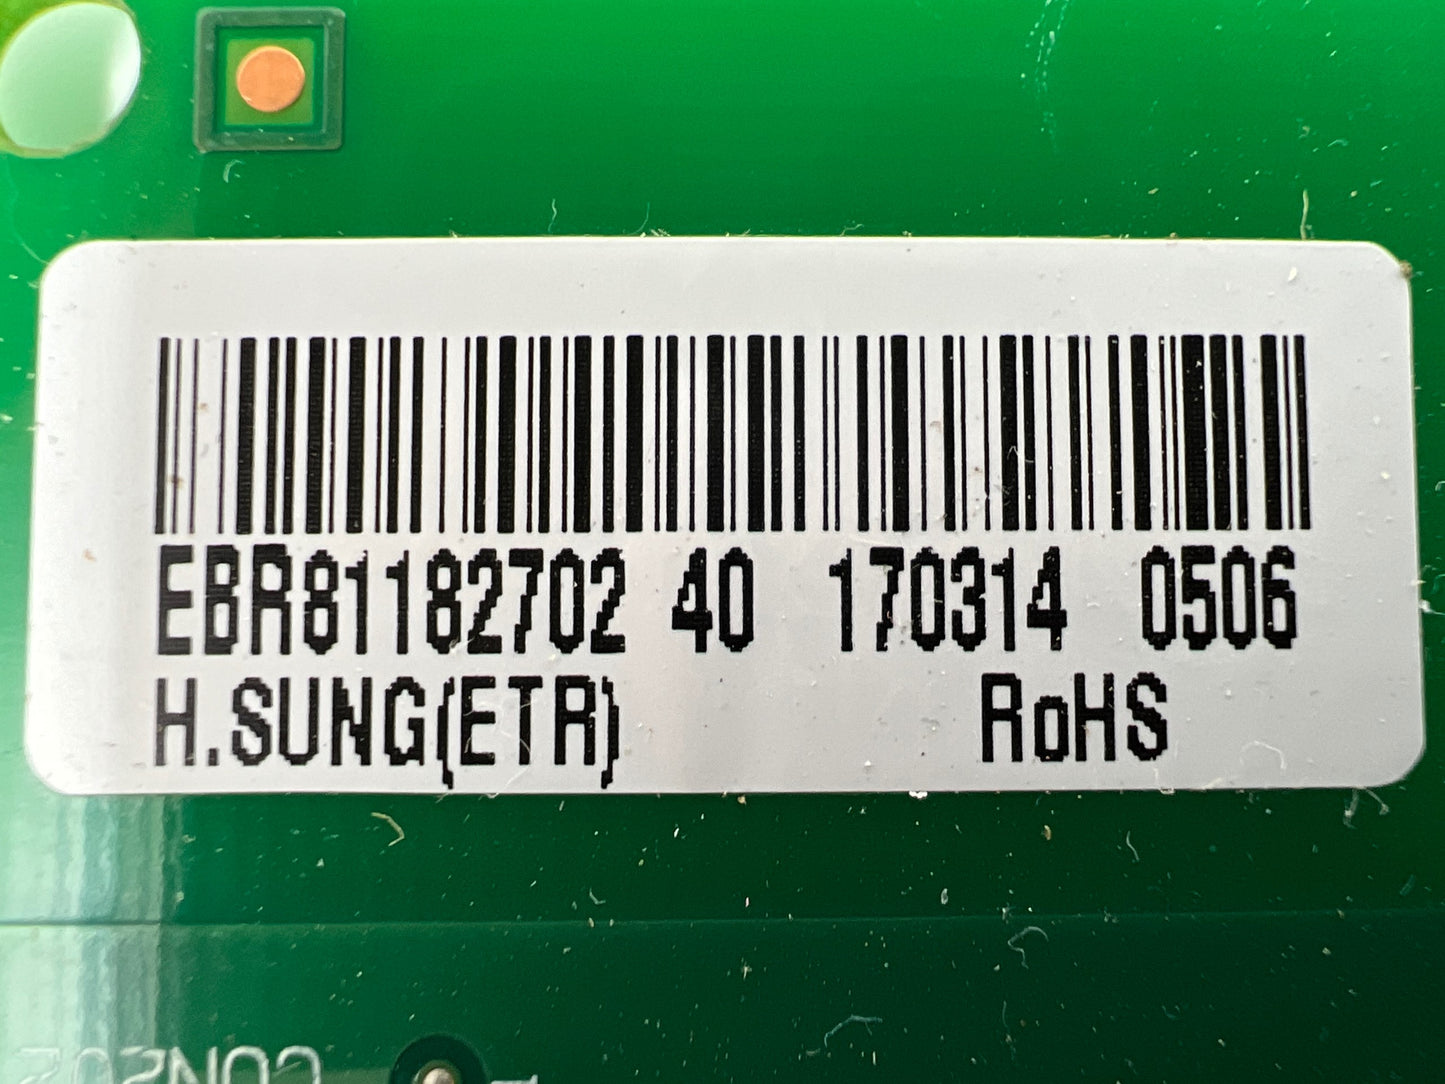 EBR81182702 40 170314 0506
H.SUNG(ETR) RoHS